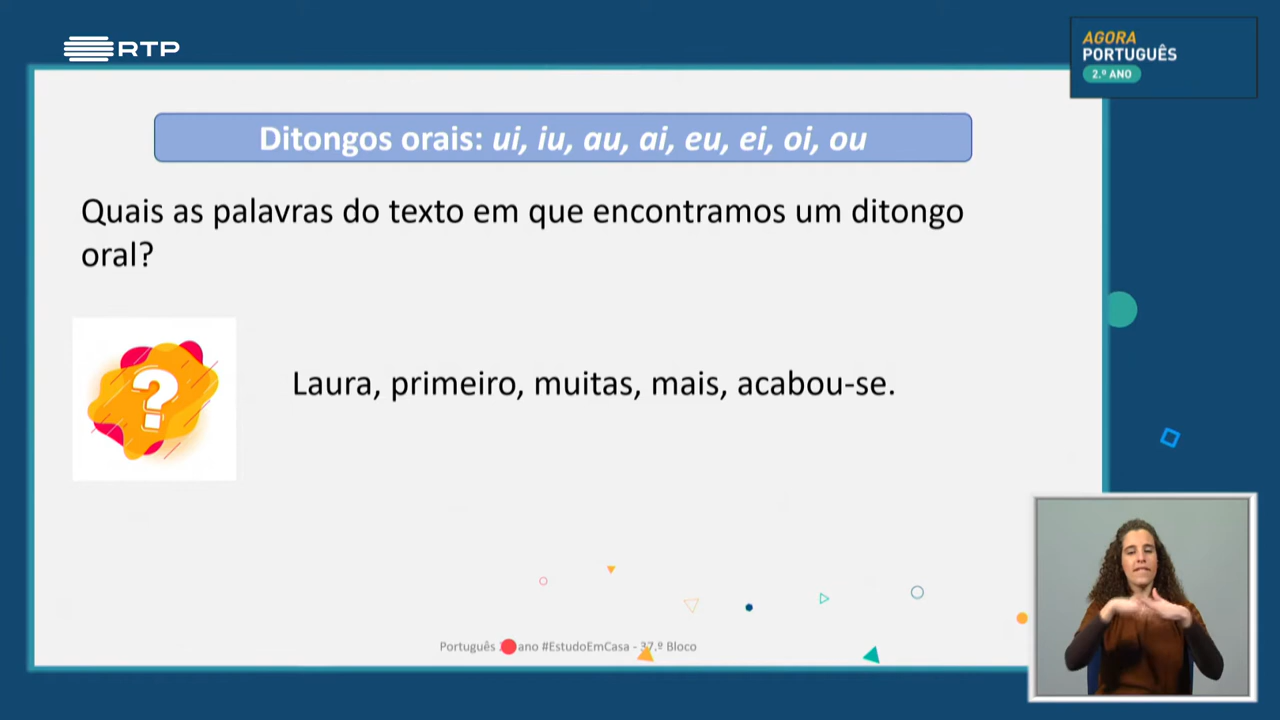 RTP
AGORA
PORTUGUÊS
2.º ANO
Ditongos orais: ui, iu, au, ai, eu, ei, oi, ou
Quais as palavras do texto em que encontramos um ditongo
oral?
?
Laura, primeiro, muitas, mais, acabou-se.
Português ano #EstudoEmCasa - 37.º Bloco